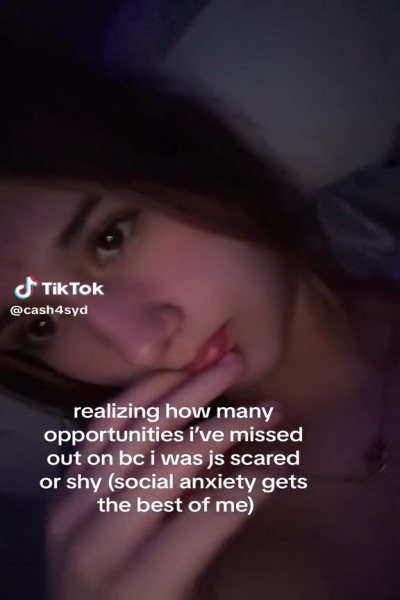 TikTok
@cash4syd
realizing how many
opportunities i've missed
out on bc i was js scared
or shy (social anxiety gets
the best of me)